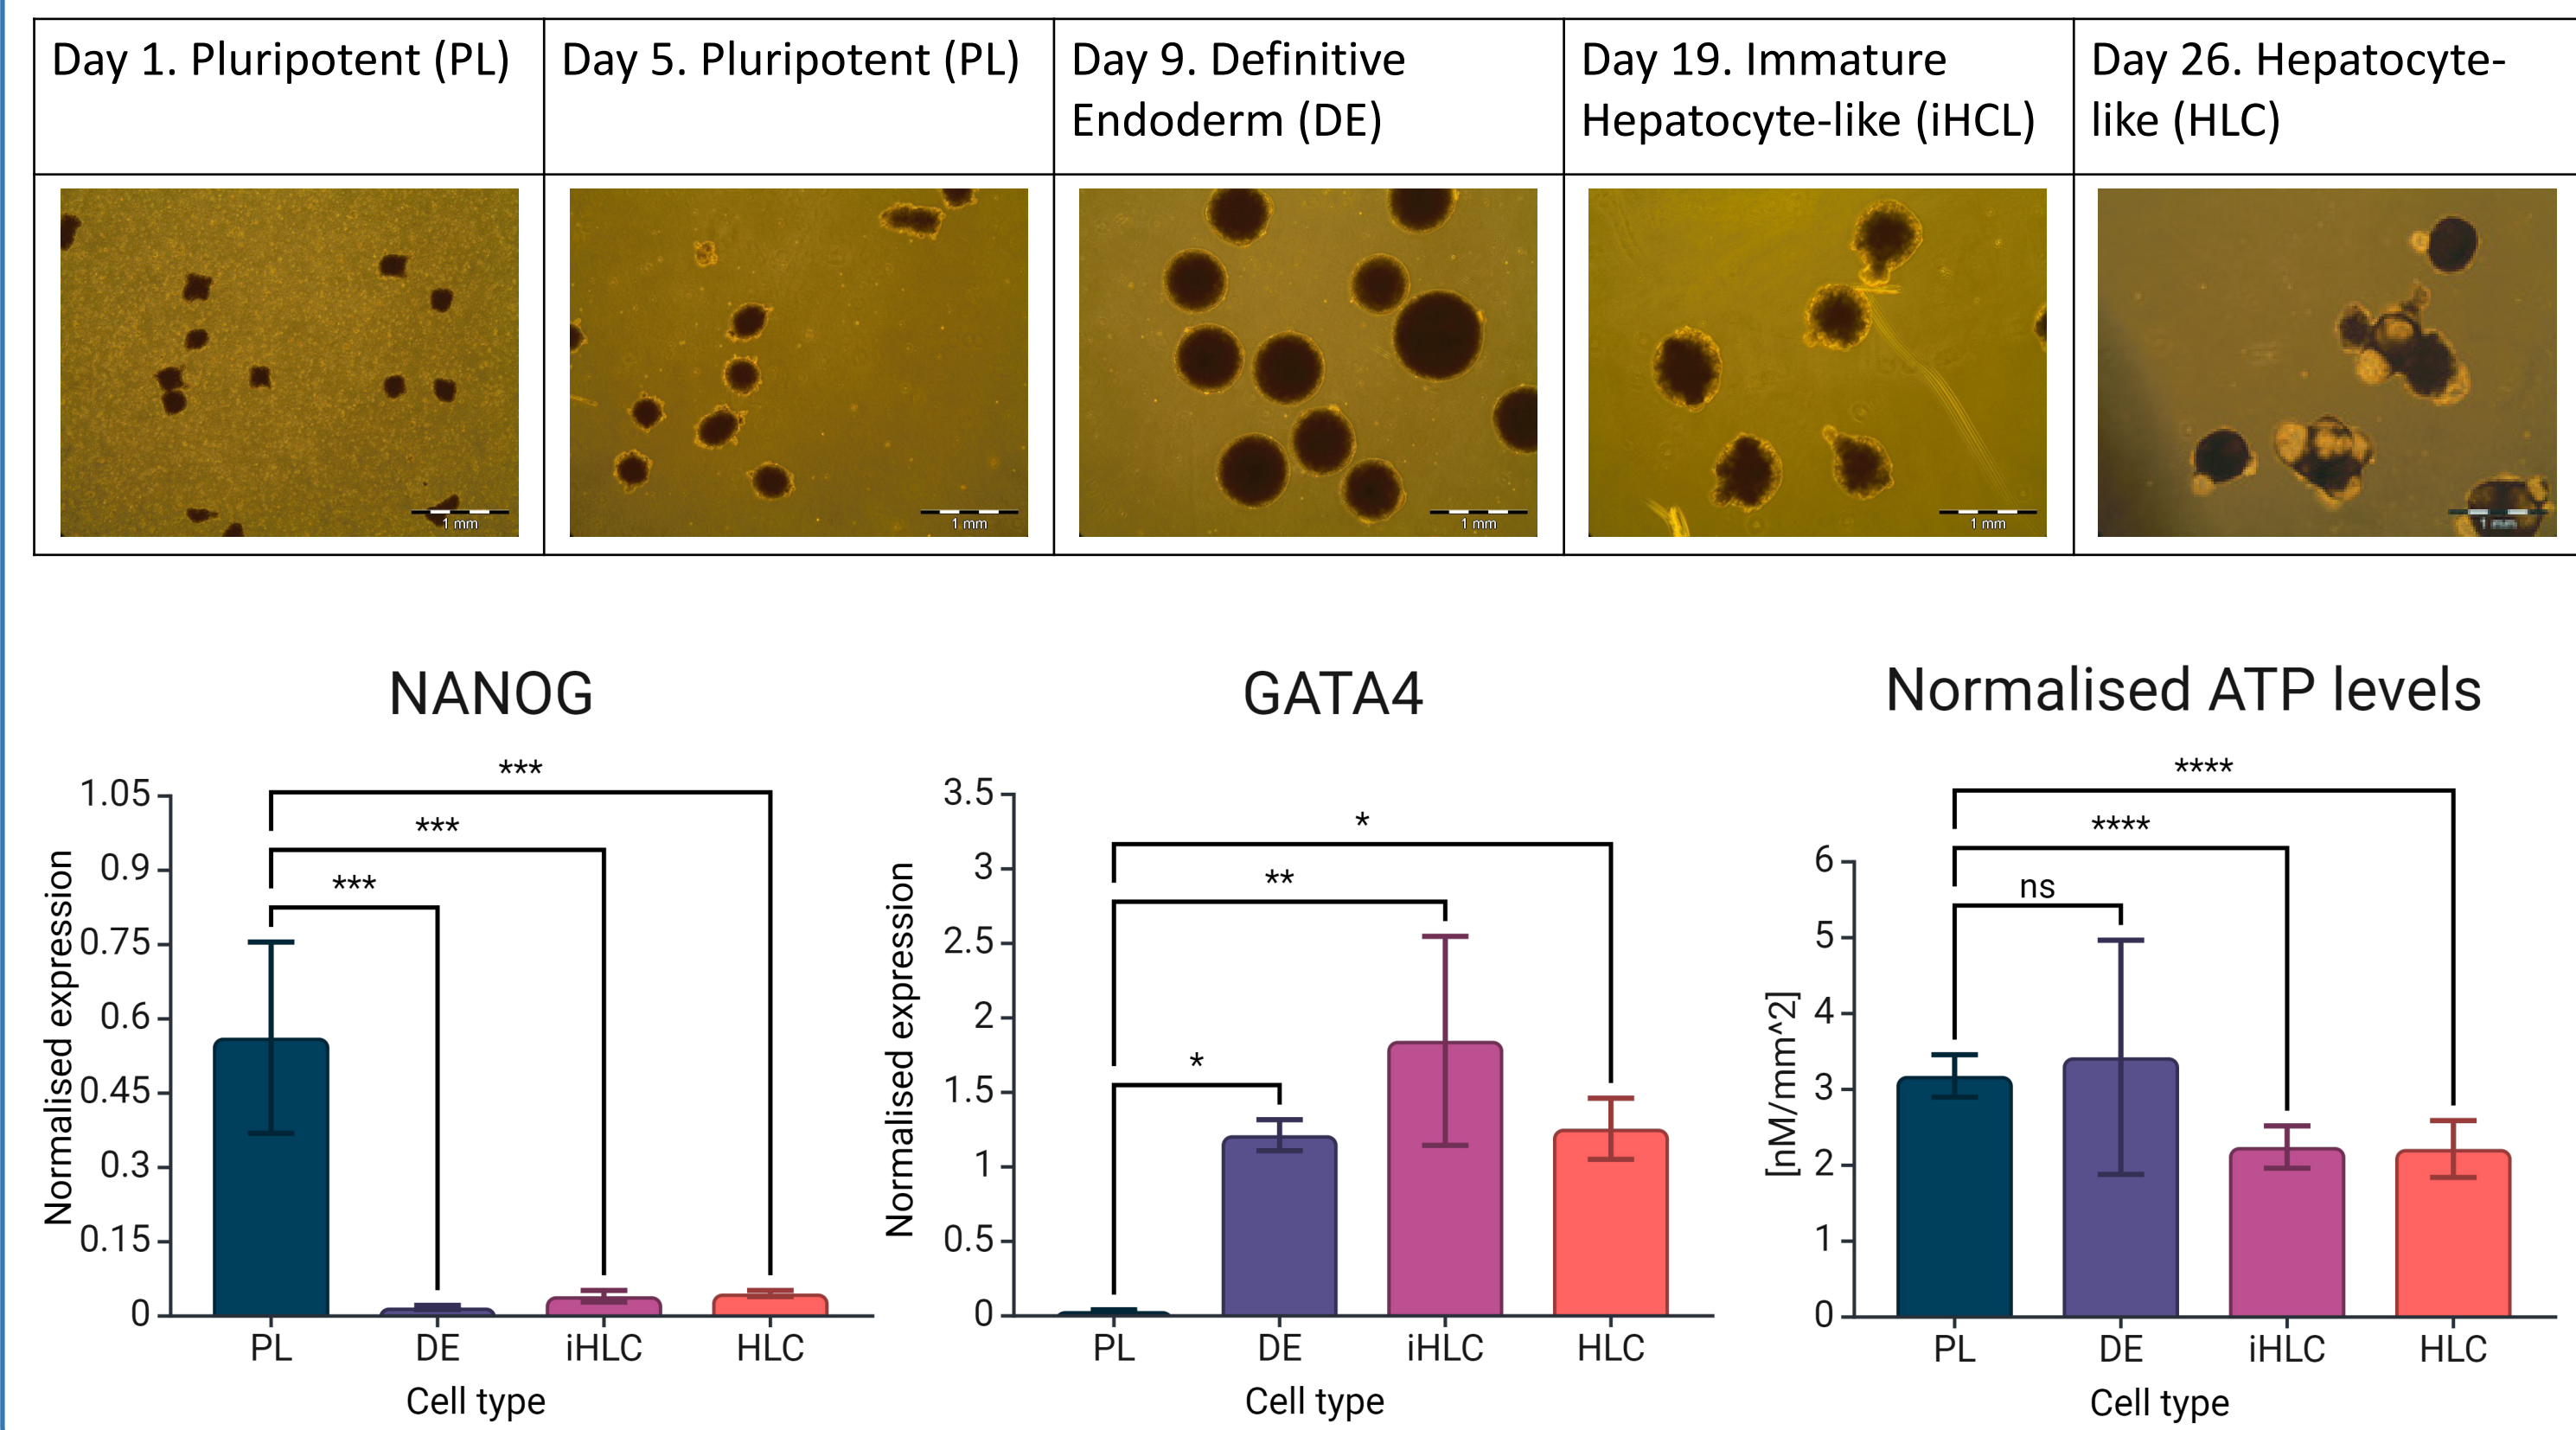 Day 1. Pluripotent (PL)
Day 5. Pluripotent (PL)
Day 9. Definitive
Endoderm (DE)
Day 19. Immature
Hepatocyte-like (iHCL)
Day 26. Hepatocyte-
like (HLC)
1 mm
1 mm
1 mm
1 mm
1 mm
NANOG
Normalised expression
1.05
0.9
0.75
0.6
0.45
0.3
0.15
0
***
***
***
PL
DE
iHLC
HLC
Cell type
GATA4
Normalised expression
3.5
3
2.5
2
1.5
1
0.5
0
*
**
*
PL
DE
iHLC
HLC
Cell type
Normalised ATP levels
[nM/mm^2]
6
5
4
3
2
1
0
****
****
ns
PL
DE
iHLC
HLC
Cell type